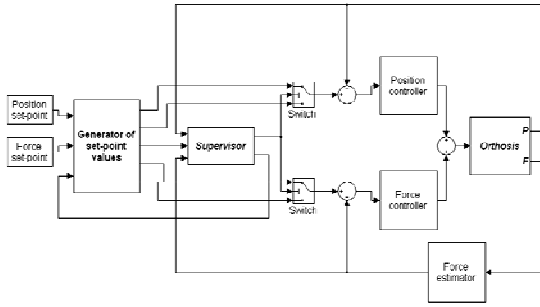 Position
set-point
Force
set-point
Generator of
set-point
values
Supervisor
Switch
Switch
Position
controller
Force
controller
Orthosis
P
F
Force
estimator